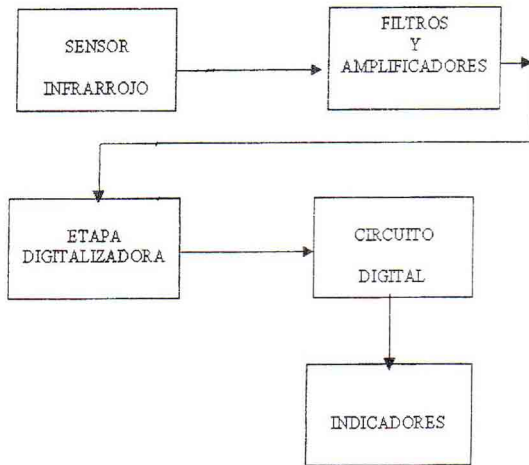 SENSOR
INFRARROJO
FILTROS
Y
AMPLIFICADORES
ETAPA
DIGITALIZADORA
CIRCUITO
DIGITAL
INDICADORES